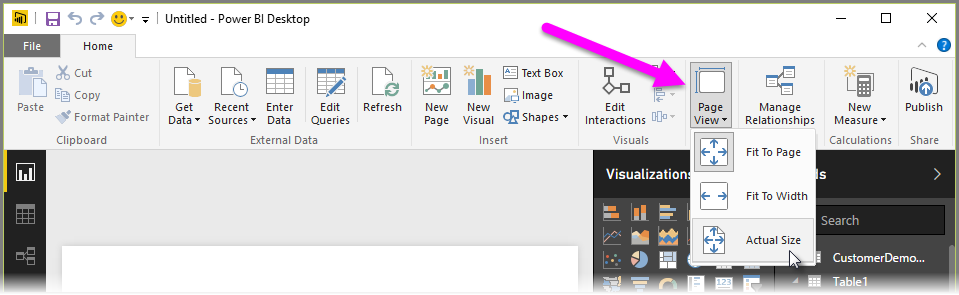 Untitled - Power BI Desktop
File
Home
Paste
Cut
Copy
Format Painter
Clipboard
Get
Data
Recent
Sources
Enter
Data
Edit
Queries
Refresh
External Data
New
Page
New
Visual
Text Box
Image
Shapes
Insert
Edit
Interactions
Visuals
Page
View
Manage
Relationships
New
Measure
Calculations
Publish
Share
Fit To Page
Fit To Width
Actual Size
Visualizations
ds
Search
CustomerDemo...
Table1